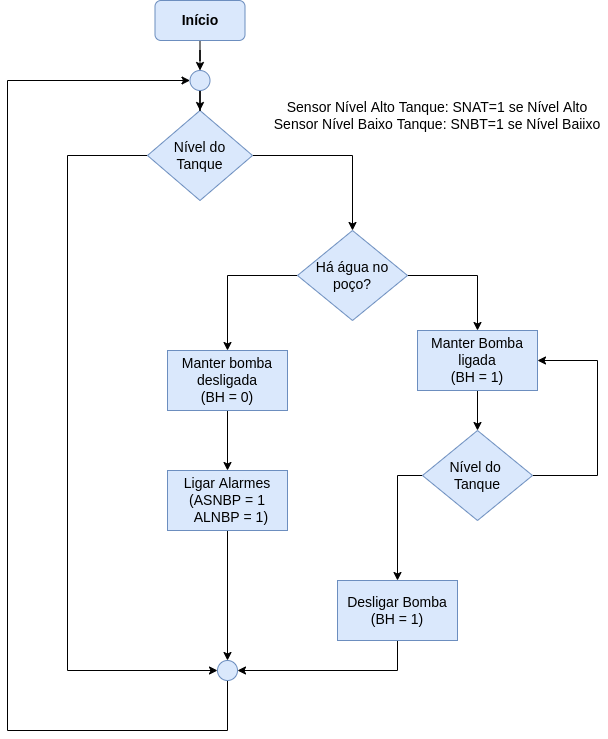 Início
Sensor Nível Alto Tanque: SNAT=1 se Nível Alto
Sensor Nível Baixo Tanque: SNBT=1 se Nível Baiixo
Nível do
Tanque
Há água no
poço?
Manter bomba
desligada
(BH = 0)
Manter Bomba
ligada
(BH = 1)
Ligar Alarmes
(ASNBP = 1
ALNBP = 1)
Nível do
Tanque
Desligar Bomba
(BH = 1)